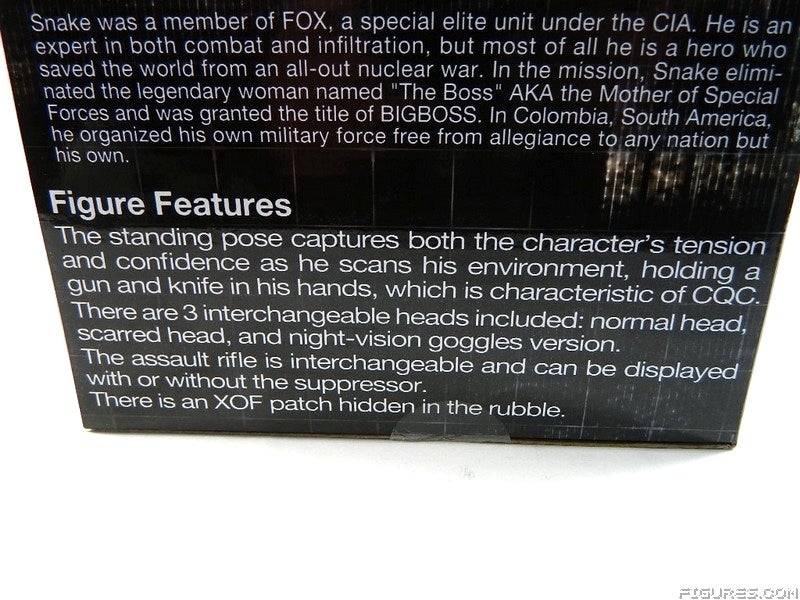 Snake was a member of FOX, a special elite unit under the CIA. He is an
expert in both combat and infiltration, but most of all he is a hero who
saved the world from an all-out nuclear war. In the mission, Snake elimi-
nated the legendary woman named "The Boss" AKA the Mother of Special
Forces and was granted the title of BIGBOSS. In Colombia, South America,
he organized his own military force free from allegiance to any nation but
his own.
Figure Features
The standing pose captures both the character's tension
and confidence as he scans his environment, holding a
gun and knife in his hands, which is characteristic of CQC.
There are 3 interchangeable heads included: normal head,
scarred head, and night-vision goggles version.
The assault rifle is interchangeable and can be displayed
with or without the suppressor.
There is an XOF patch hidden in the rubble.
FIGURES.COM